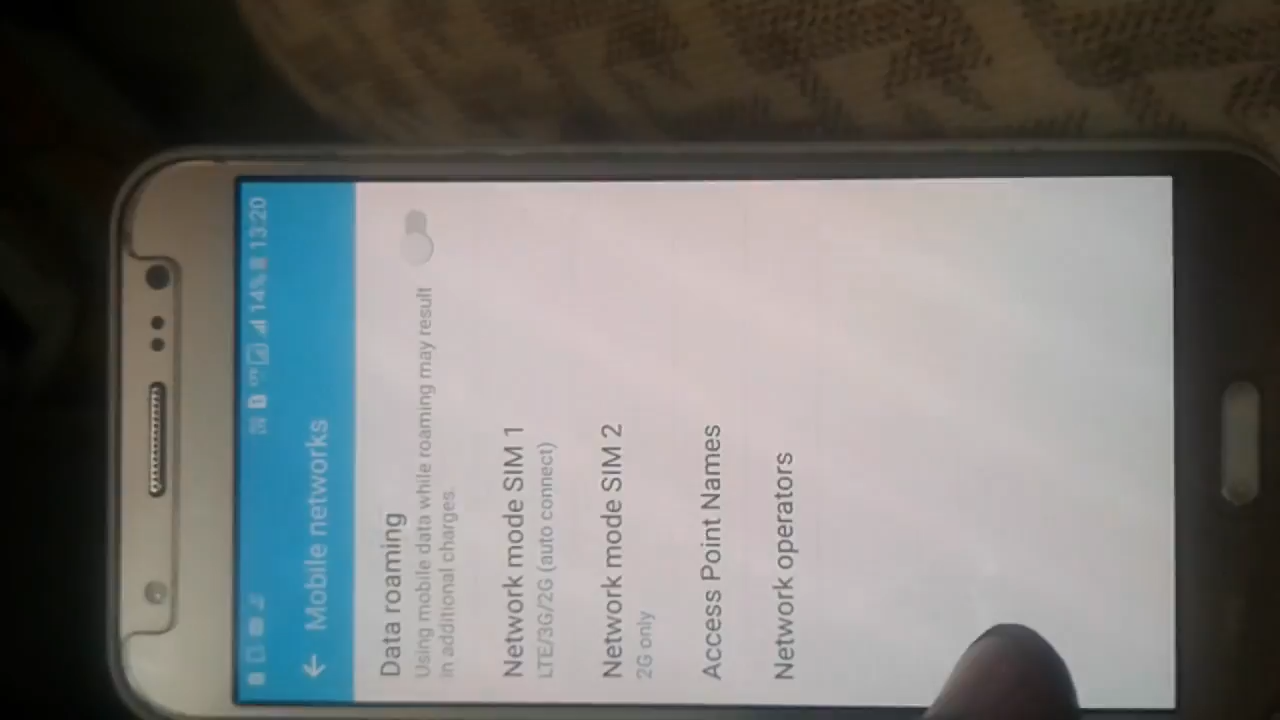 14% 13:20
Mobile networks
Data roaming
Using mobile data while roaming may result
in additional charges.
Network mode SIM 1
LTE/3G/2G (auto connect)
Network mode SIM 2
2G only
Access Point Names
Network operators